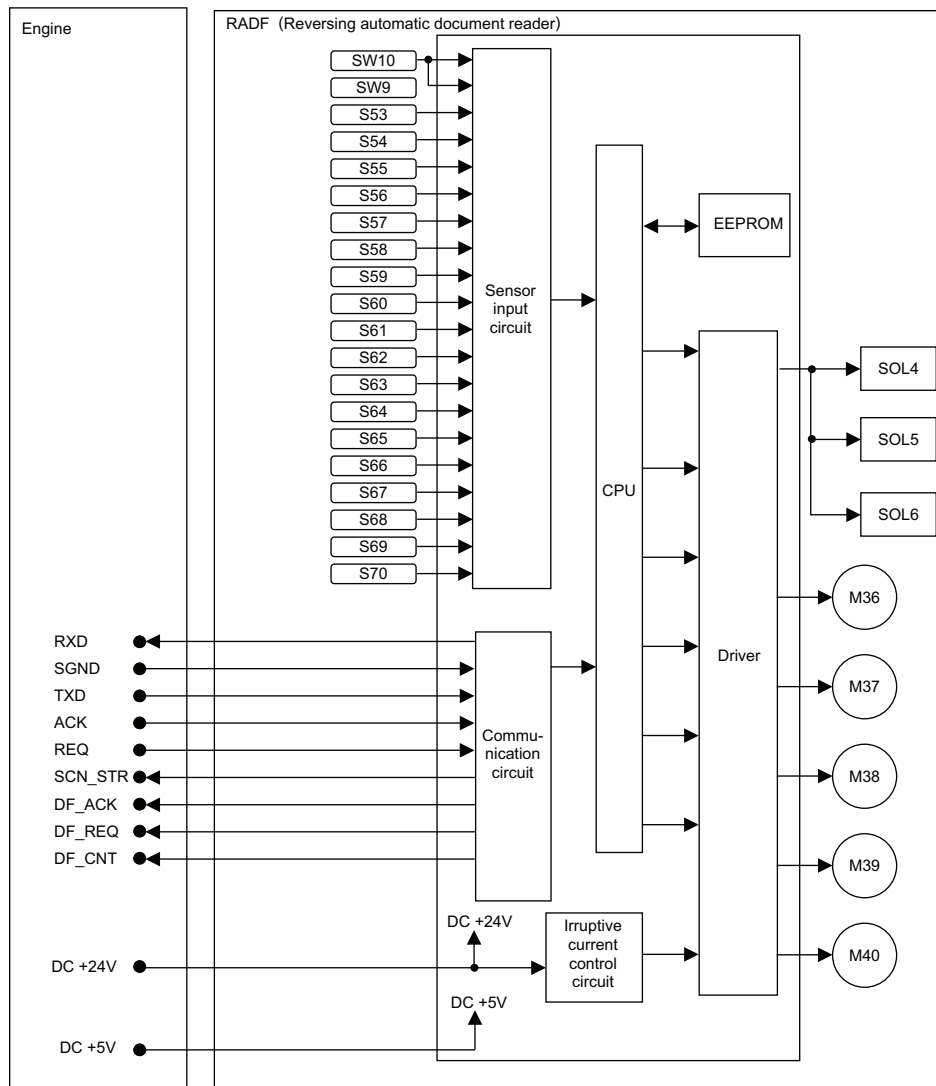 Engine
RADF (Reversing automatic document reader)
SW10
SW9
S53
S54
S55
S56
S57
S58
S59
S60
S61
S62
S63
S64
S65
S66
S67
S68
S69
S70
Sensor
input
circuit
CPU
EEPROM
Driver
SOL4
SOL5
SOL6
M36
M37
M38
M39
M40
RXD
SGND
TXD
ACK
REQ
SCN_STR
DF_ACK
DF_REQ
DF_CNT
Commu-
nication
circuit
DC +24V
DC +24V
Irruptive
current
control
circuit
DC +5V
DC +5V